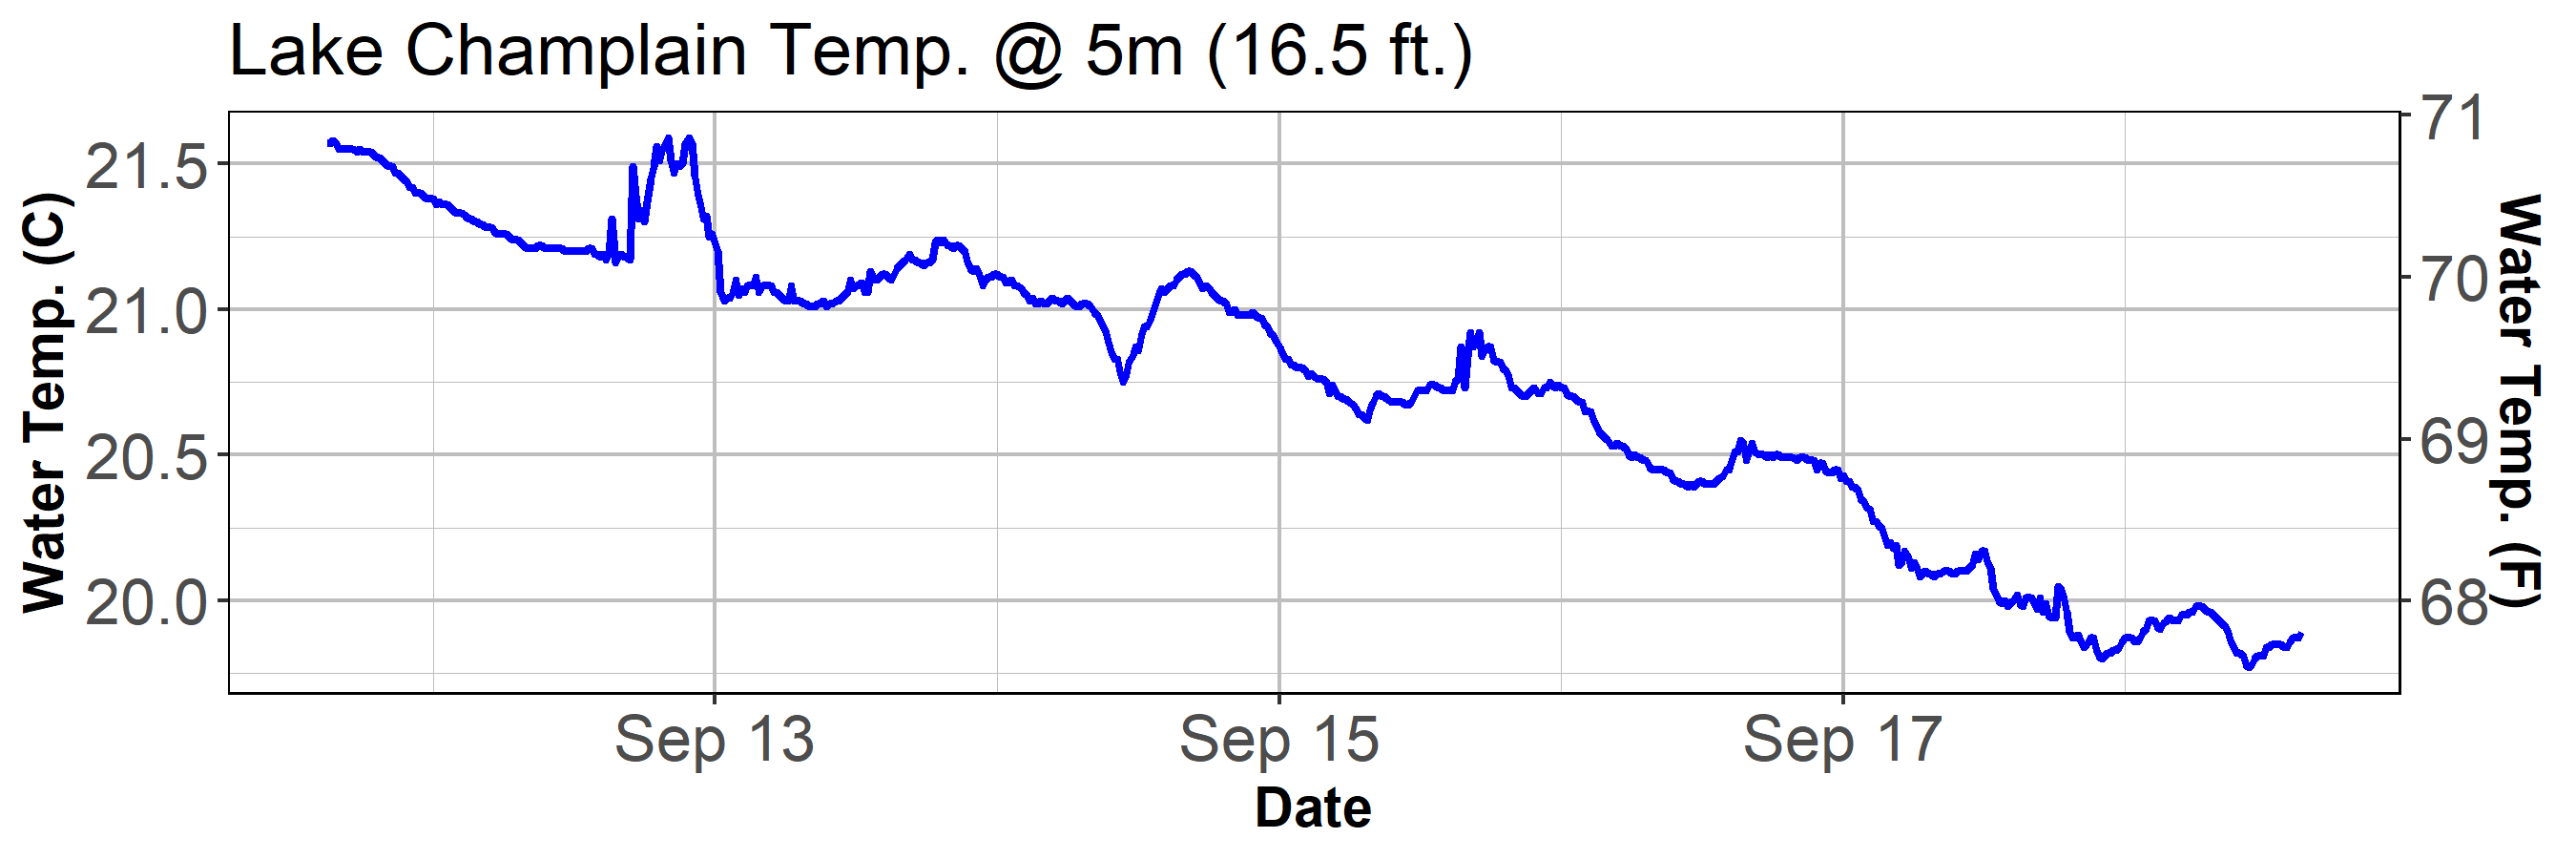 Lake Champlain Temp. @ 5m (16.5 ft.)
Water Temp. (C)
21.5
21.0
20.5
20.0
71
70
69
68
Water Temp. (F)
Sep 13 Sep 15 Sep 17
Date